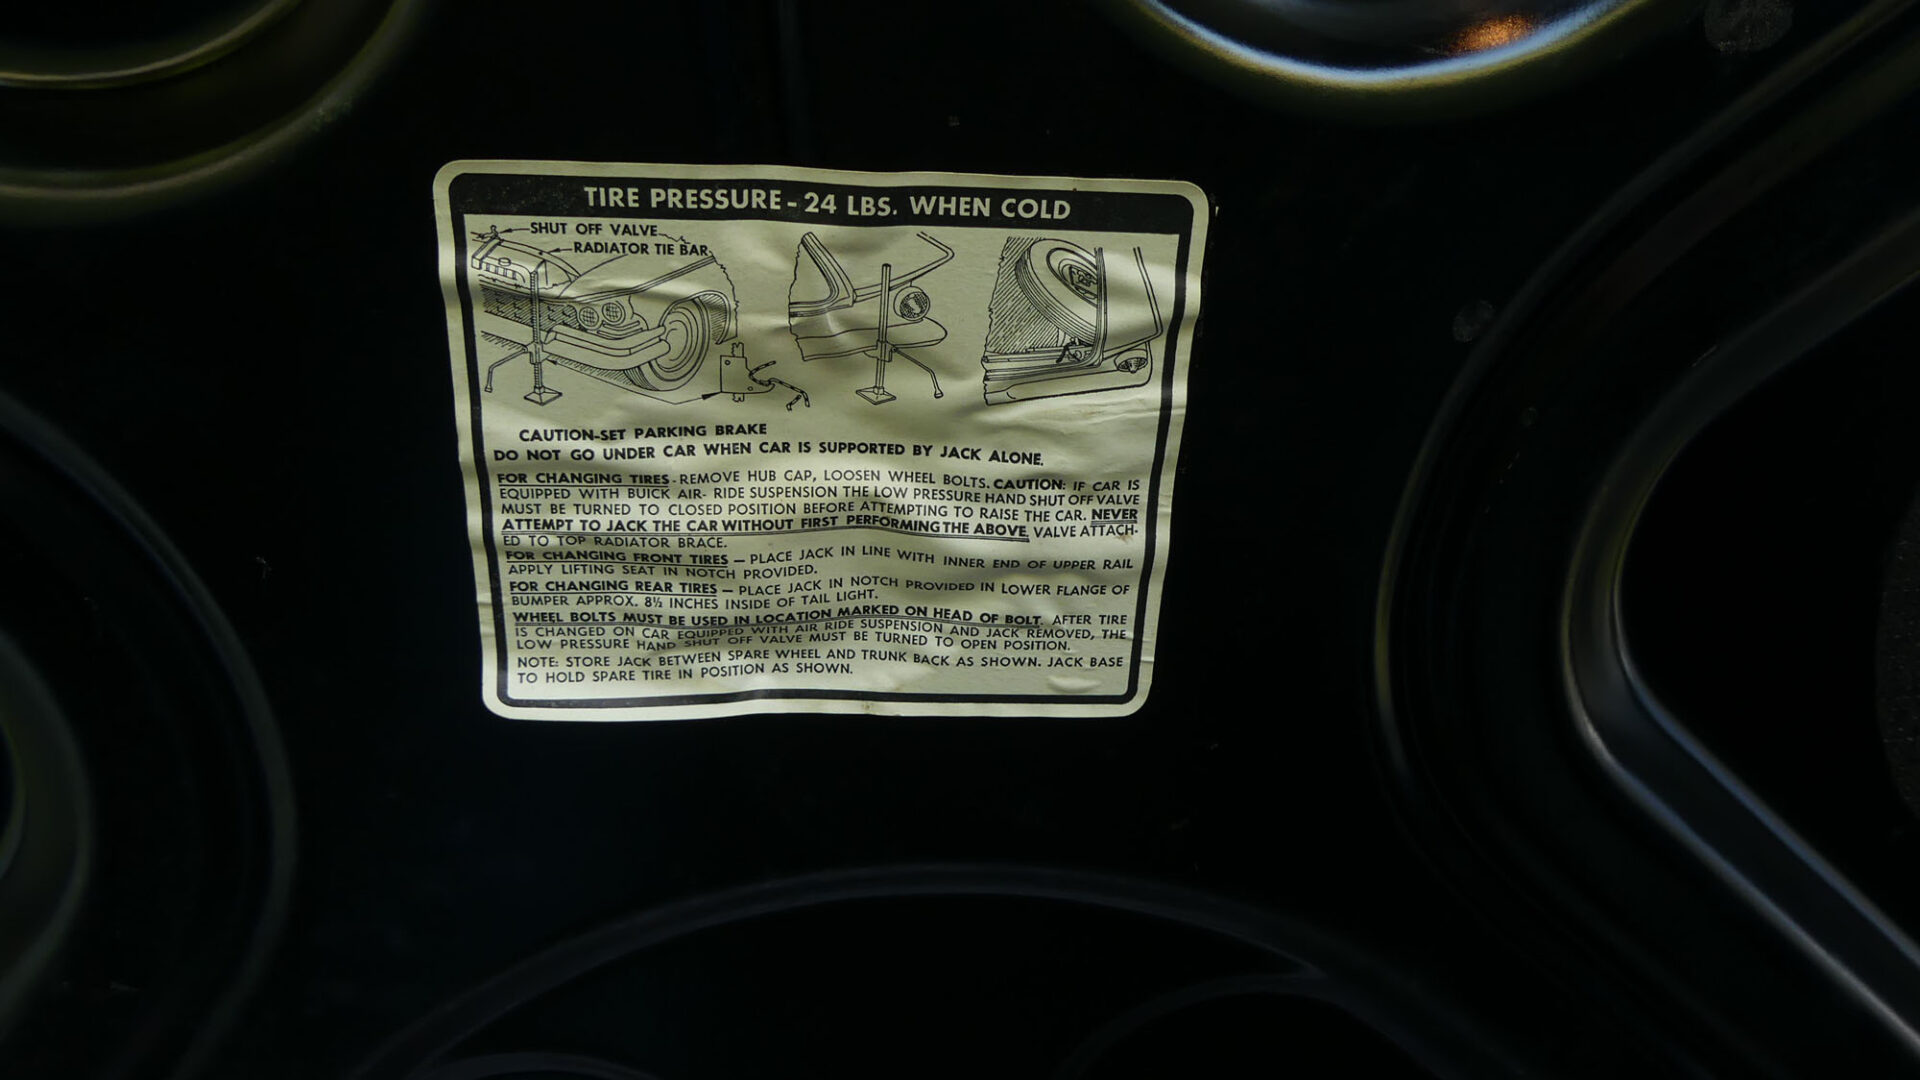 TIRE PRESSURE - 24 LBS. WHEN COLD
SHUT OFF VALVE
RADIATOR TIE BAR
CAUTION-SET PARKING BRAKE
DO NOT GO UNDER CAR WHEN CAR IS SUPPORTED BY JACK ALONE.
FOR CHANGING TIRES - REMOVE HUB CAP, LOOSEN WHEEL BOLTS. CAUTION: IF CAR IS
EQUIPPED WITH BUICK AIR- RIDE SUSPENSION THE LOW PRESSURE HAND SHUT OFF VALVE
MUST BE TURNED TO CLOSED POSITION BEFORE ATTEMPTING TO RAISE THE CAR. NEVER
ATTEMPT TO JACK THE CAR WITHOUT FIRST PERFORMING THE ABOVE. VALVE ATTACH-
ED TO TOP RADIATOR BRACE.
FOR CHANGING FRONT TIRES — PLACE JACK IN LINE WITH INNER END OF UPPER RAIL
APPLY LIFTING SEAT IN NOTCH PROVIDED.
FOR CHANGING REAR TIRES — PLACE JACK IN NOTCH PROVIDED IN LOWER FLANGE OF
BUMPER APPROX. 8½ INCHES INSIDE OF TAIL LIGHT.
WHEEL BOLTS MUST BE USED IN LOCATION MARKED ON HEAD OF BOLT. AFTER TIRE
IS CHANGED ON CAR EQUIPPED WITH AIR RIDE SUSPENSION AND JACK REMOVED, THE
LOW PRESSURE HAND SHUT OFF VALVE MUST BE TURNED TO OPEN POSITION.
NOTE: STORE JACK BETWEEN SPARE WHEEL AND TRUNK BACK AS SHOWN. JACK BASE
TO HOLD SPARE TIRE IN POSITION AS SHOWN.